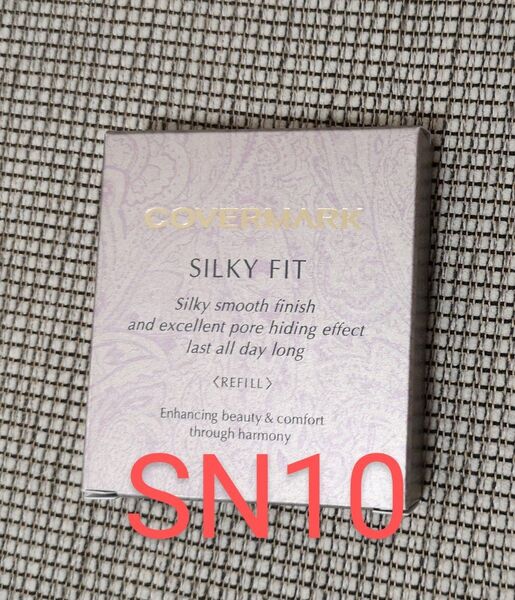 COVERMARK
SILKY FIT
Silky smooth finish
and excellent pore hiding effect
last all day long
〈REFILL〉
Enhancing beauty & comfort
through harmony
SN10